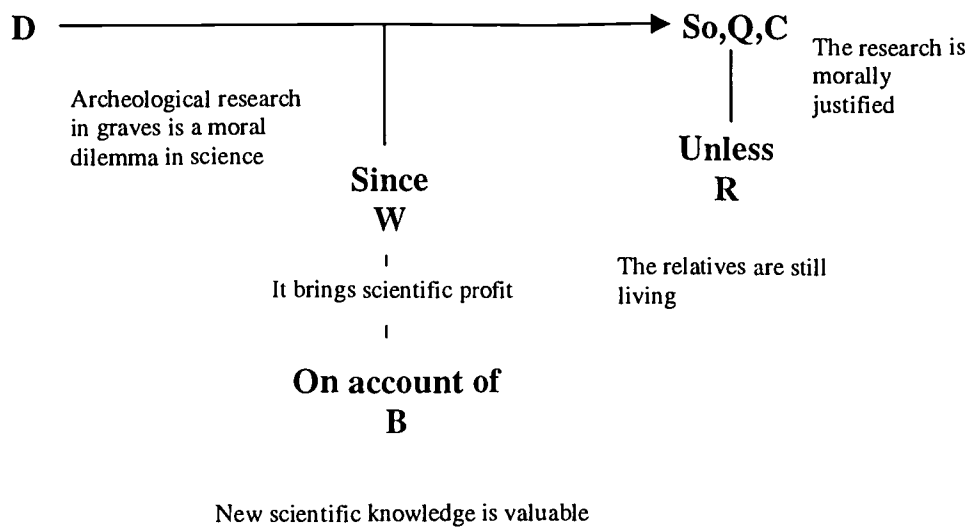 D
So,Q,C
The research is
morally
justified
Archeological research
in graves is a moral
dilemma in science
Unless
R
Since
W
The relatives are still
living
It brings scientific profit
On account of
B
New scientific knowledge is valuable